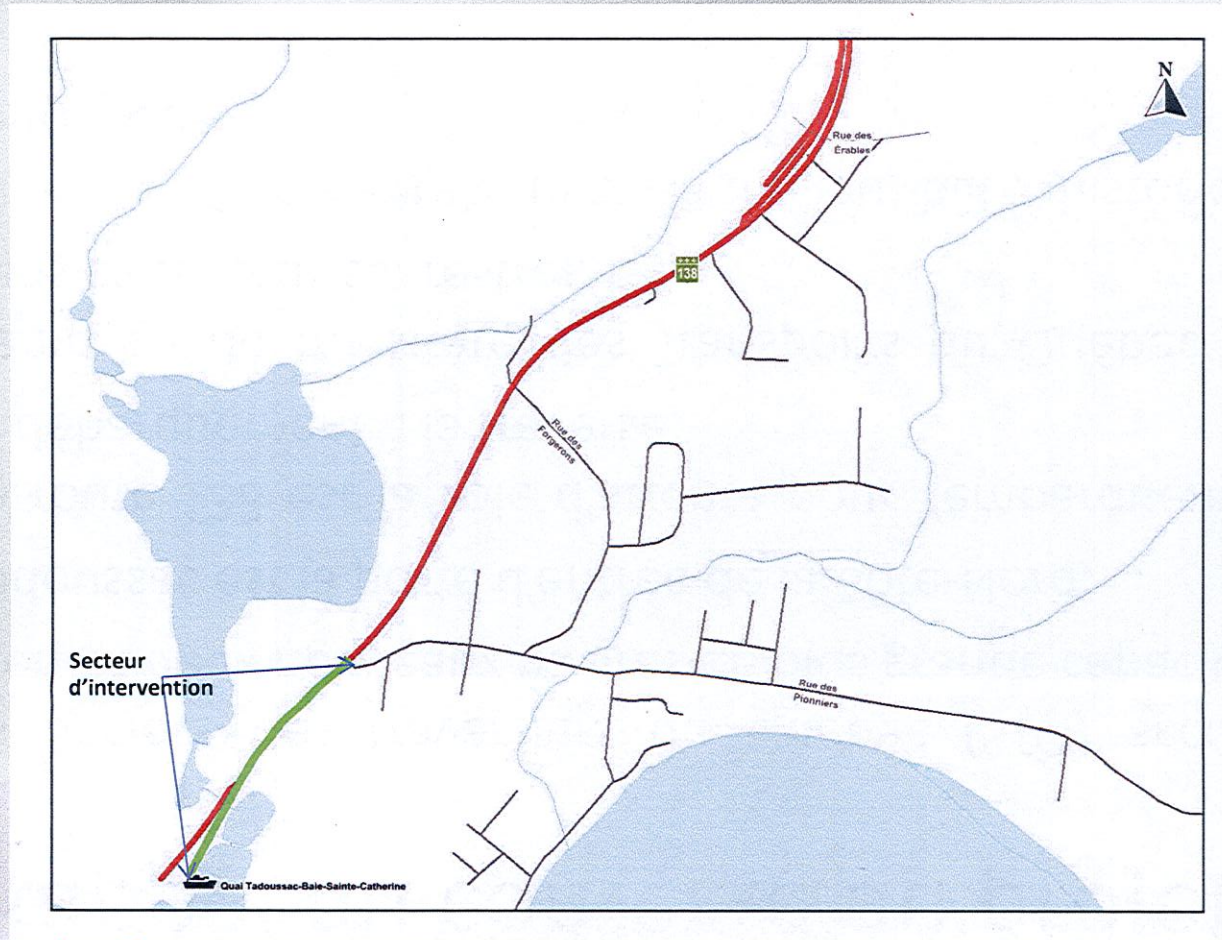 N
Rue des
Érables
138
Rue des
Forgerons
Secteur
d'intervention
Rue des
Pionniers
Quai Tadoussac-Baie-Sainte-Catherine